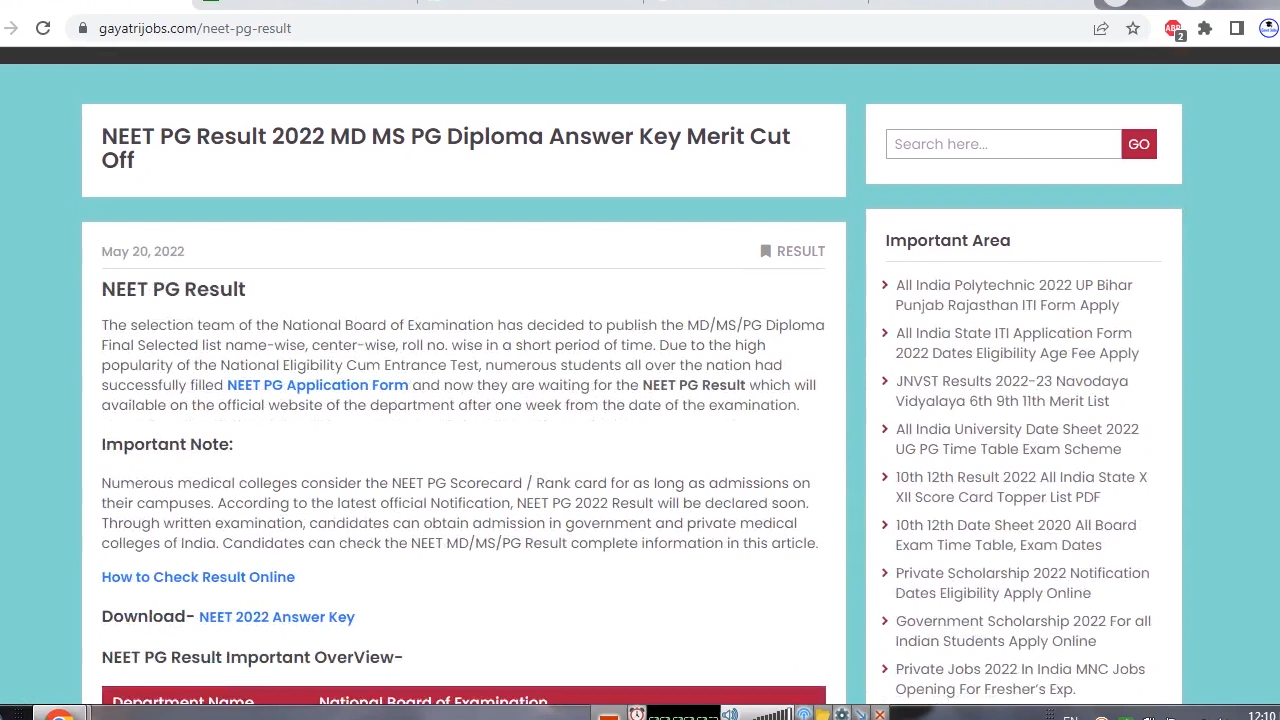 gayatrijobs.com/neet-pg-result
ABP
2
NEET PG Result 2022 MD MS PG Diploma Answer Key Merit Cut
Off
May 20, 2022
RESULT
NEET PG Result
The selection team of the National Board of Examination has decided to publish the MD/MS/PG Diploma
Final Selected list name-wise, center-wise, roll no. wise in a short period of time. Due to the high
popularity of the National Eligibility Cum Entrance Test, numerous students all over the nation had
successfully filled NEET PG Application Form and now they are waiting for the NEET PG Result which will
available on the official website of the department after one week from the date of the examination.
Important Note:
Numerous medical colleges consider the NEET PG Scorecard / Rank card for as long as admissions on
their campuses. According to the latest official Notification, NEET PG 2022 Result will be declared soon.
Through written examination, candidates can obtain admission in government and private medical
colleges of India. Candidates can check the NEET MD/MS/PG Result complete information in this article.
How to Check Result Online
Download- NEET 2022 Answer Key
NEET PG Result Important OverView-
Department Name National Board of Examination
Search here...
GO
Important Area
All India Polytechnic 2022 UP Bihar
Punjab Rajasthan ITI Form Apply
All India State ITI Application Form
2022 Dates Eligibility Age Fee Apply
JNVST Results 2022-23 Navodaya
Vidyalaya 6th 9th 11th Merit List
All India University Date Sheet 2022
UG PG Time Table Exam Scheme
10th 12th Result 2022 All India State X
XII Score Card Topper List PDF
10th 12th Date Sheet 2020 All Board
Exam Time Table, Exam Dates
Private Scholarship 2022 Notification
Dates Eligibility Apply Online
Government Scholarship 2022 For all
Indian Students Apply Online
Private Jobs 2022 In India MNC Jobs
Opening For Fresher's Exp.
EN
12:10